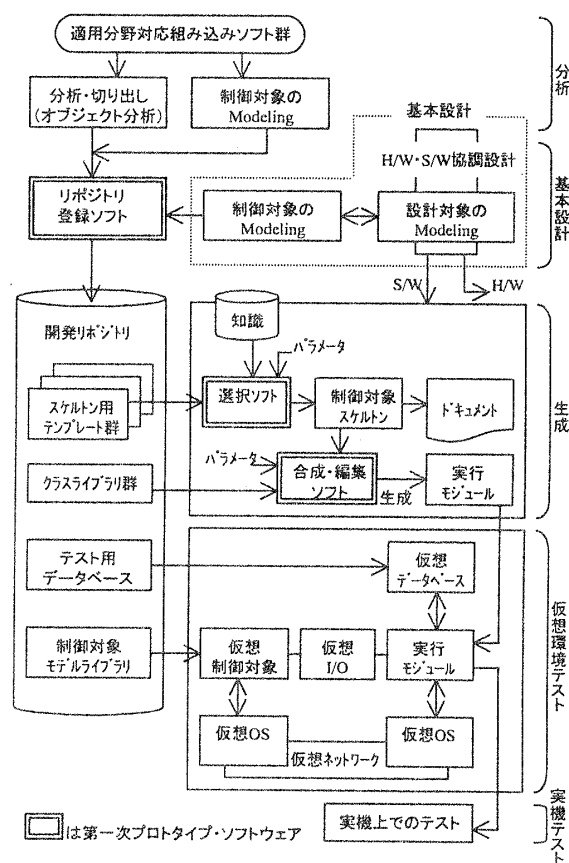 適用分野対応組み込みソフト群
分析・切り出し
(オブジェクト分析)
制御対象の
Modeling
分析
基本設計
H/W・S/W協調設計
リポジトリ
登録ソフト
制御対象の
Modeling
設計対象の
Modeling
基本設計
S/W
H/W
開発リポジトリ
知識
パラメータ
スケルトン用
テンプレート群
選択ソフト
制御対象
スケルトン
ドキュメント
生成
パラメータ
クラスライブラリ群
合成・編集
ソフト
生成
実行
モジュール
テスト用
データベース
仮想
データベース
制御対象
モデルライブラリ
仮想
制御対象
仮想
I/O
実行
モジュール
仮想環境テスト
仮想OS
仮想OS
仮想ネットワーク
は第一次プロトタイプ・ソフトウェア
実機上でのテスト
実機テスト